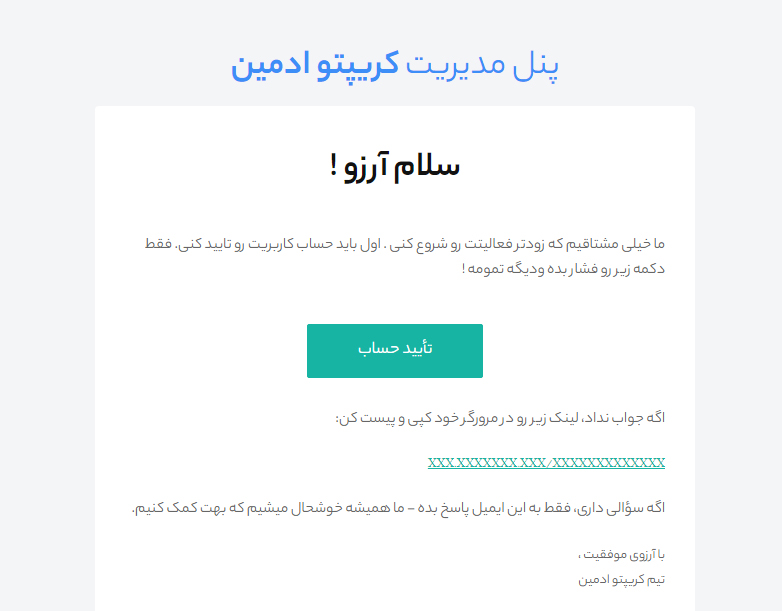 پنل مدیریت کریپتو ادمین
سلام آرزو !
ما خیلی مشتاقیم که زودتر فعالیتت رو شروع کنی . اول باید حساب کاربریت رو تایید کنی. فقط
دکمه زیر رو فشار بده ودیگه تمومه !
تأیید حساب
اگه جواب نداد، لینک زیر رو در مرورگر خود کپی و پیست کن:
XXX.XXXXXXX.XXX/XXXXXXXXXXXXX
اگه سؤالی داری، فقط به این ایمیل پاسخ بده – ما همیشه خوشحال میشیم که بهت کمک کنیم.
با آرزوی موفقیت ،
تیم کریپتو ادمین